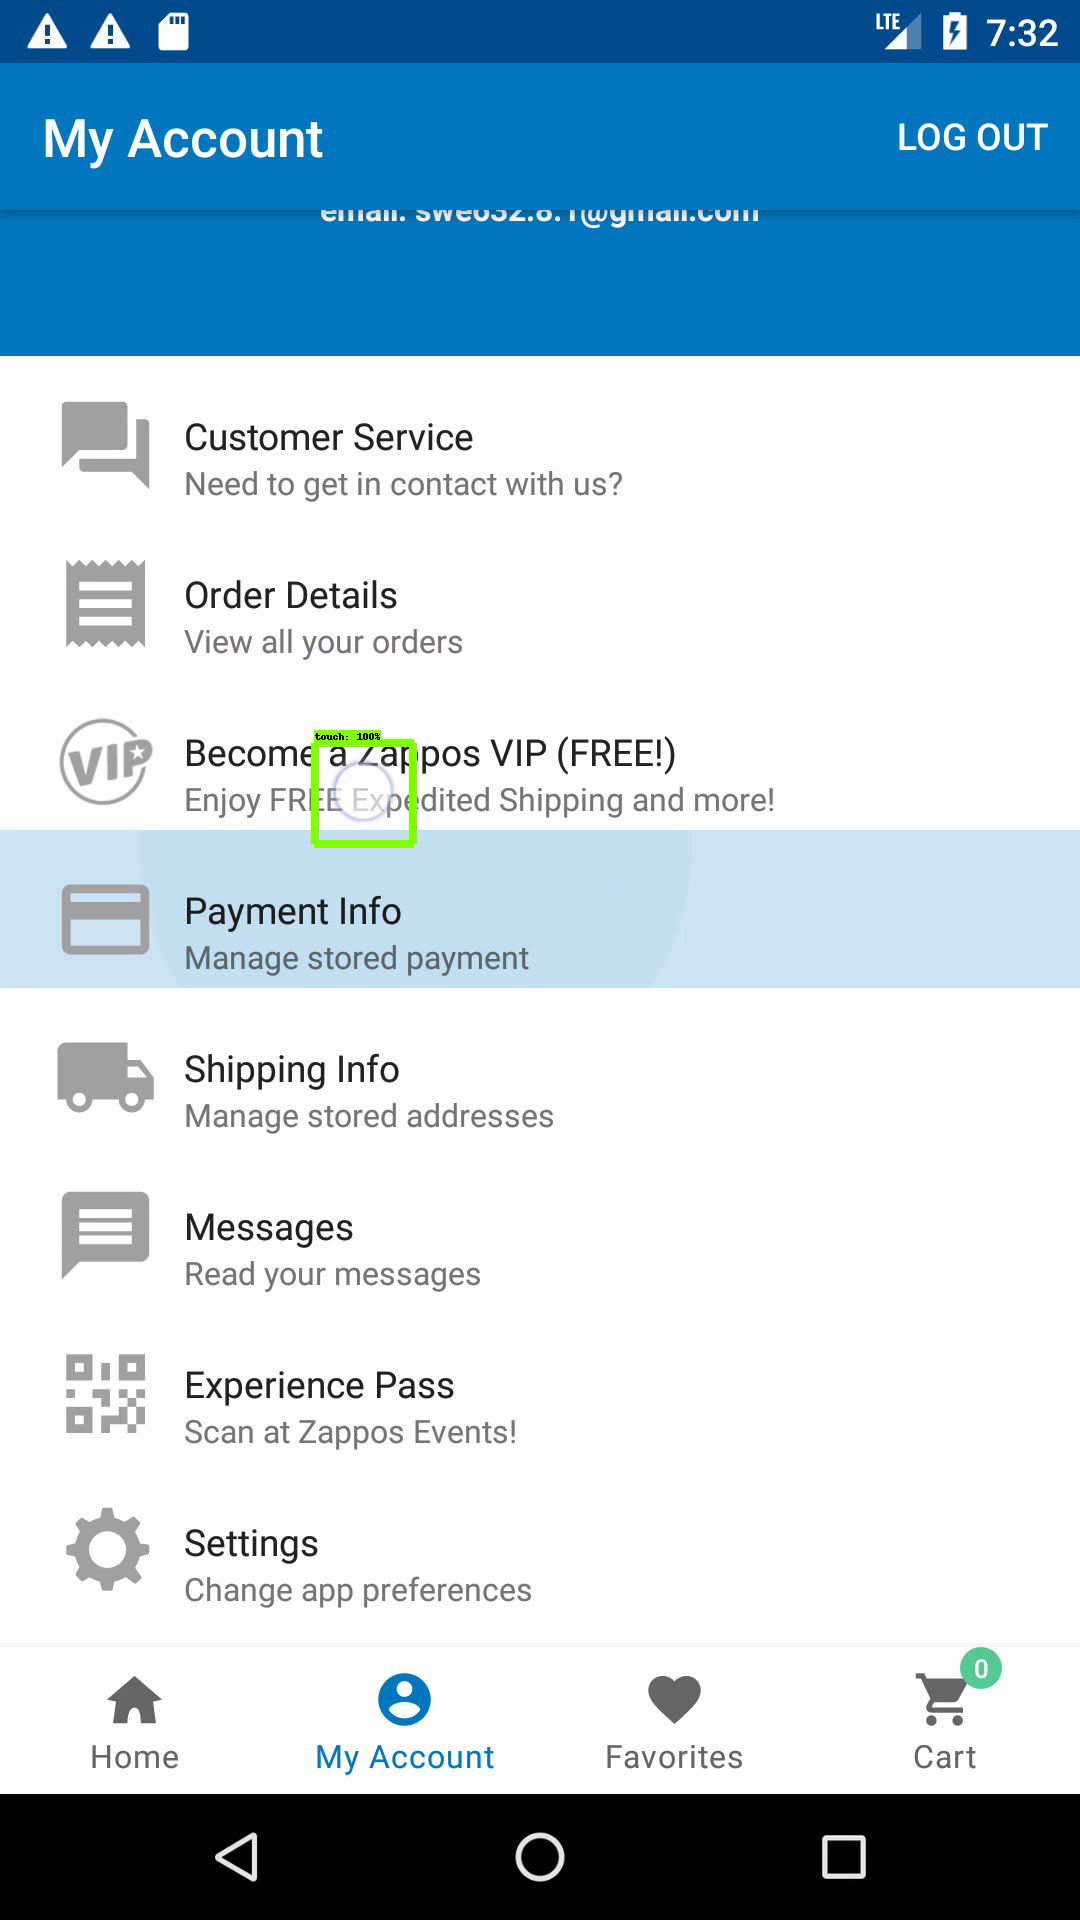 LTE 7:32
My Account LOG OUT
email: sweo32.8.1@gmail.com
Customer Service
Need to get in contact with us?
Order Details
View all your orders
VIP
Become a Zappos VIP (FREE!)
touch: 100%
Enjoy FREE Expedited Shipping and more!
Payment Info
Manage stored payment
Shipping Info
Manage stored addresses
Messages
Read your messages
Experience Pass
Scan at Zappos Events!
Settings
Change app preferences
0
Home My Account Favorites Cart